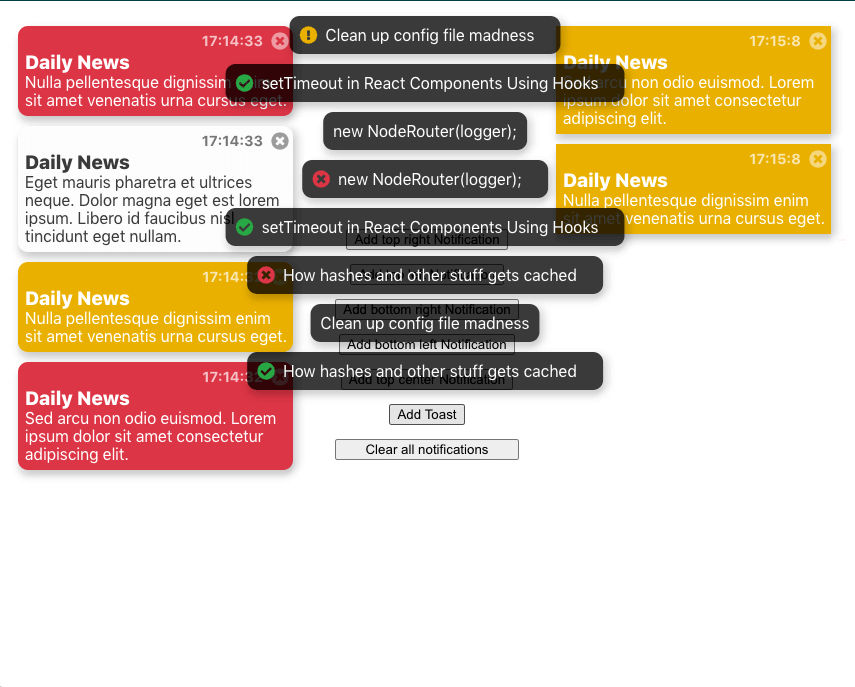 17:14:33
Daily News
Nulla pellentesque dignissim enim
sit amet venenatis urna cursus eget.
17:14:33
Daily News
Eget mauris pharetra et ultrices
neque. Dolor magna eget est lorem
ipsum. Libero id faucibus nisl
tincidunt eget nullam.
17:14:32
Daily News
Nulla pellentesque dignissim enim
sit amet venenatis urna cursus eget.
17:14:32
Daily News
Sed arcu non odio euismod. Lorem
ipsum dolor sit amet consectetur
adipiscing elit.
Clean up config file madness
setTimeout in React Components Using Hooks
new NodeRouter(logger);
new NodeRouter(logger);
setTimeout in React Components Using Hooks
Add top right Notification
How hashes and other stuff gets cached
Add bottom right Notification
Clean up config file madness
Add bottom left Notification
How hashes and other stuff gets cached
Add top center Notification
Add Toast
Clear all notifications
17:15:8
Daily News
Sed arcu non odio euismod. Lorem
ipsum dolor sit amet consectetur
adipiscing elit.
17:15:8
Daily News
Nulla pellentesque dignissim enim
sit amet venenatis urna cursus eget.